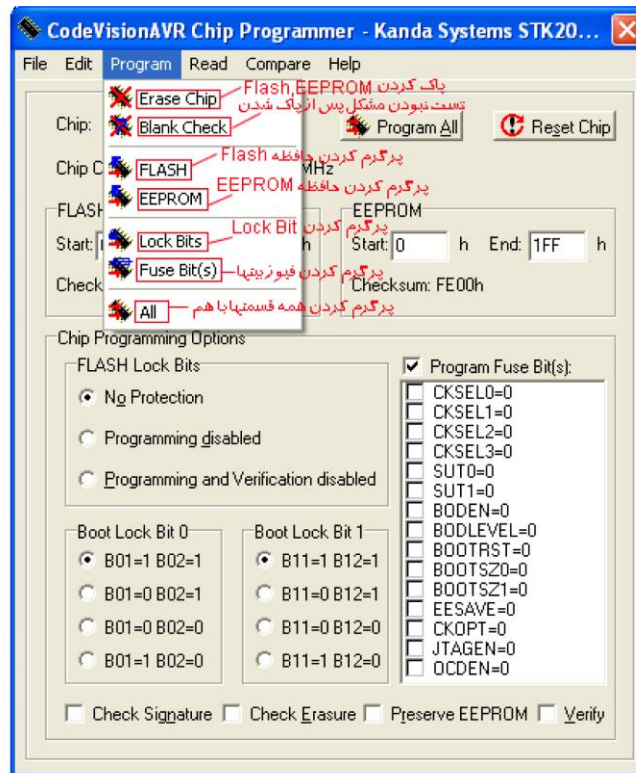 CodeVisionAVR Chip Programmer - Kanda Systems STK20...
File Edit Program Read Compare Help
Erase Chip
پاک کردن Flash,EEPROM
Blank Check
تست نبودن مشکل پس از پاک شدن
FLASH
پرگرم کردن حافظه Flash
EEPROM
پرگرم کردن حافظه EEPROM
Lock Bits
پرگرم کردن Lock Bit
Fuse Bit(s)
پرگرم کردن فیوز بیتها
All
پرگرم کردن همه قسمتها با هم
Chip:
Program All
Reset Chip
Chip C
MHz
FLASH
Start:
h
Check
EEPROM
Start: 0 h End: 1FF h
Checksum: FE00h
Chip Programming Options
FLASH Lock Bits
No Protection
Programming disabled
Programming and Verification disabled
Boot Lock Bit 0
B01=1 B02=1
B01=0 B02=1
B01=0 B02=0
B01=1 B02=0
Boot Lock Bit 1
B11=1 B12=1
B11=0 B12=1
B11=0 B12=0
B11=1 B12=0
Program Fuse Bit(s):
CKSEL0=0
CKSEL1=0
CKSEL2=0
CKSEL3=0
SUT0=0
SUT1=0
BODEN=0
BODLEVEL=0
BOOTRST=0
BOOTSZ0=0
BOOTSZ1=0
EESAVE=0
CKOPT=0
JTAGEN=0
OCDEN=0
Check Signature Check Erasure Preserve EEPROM Verify